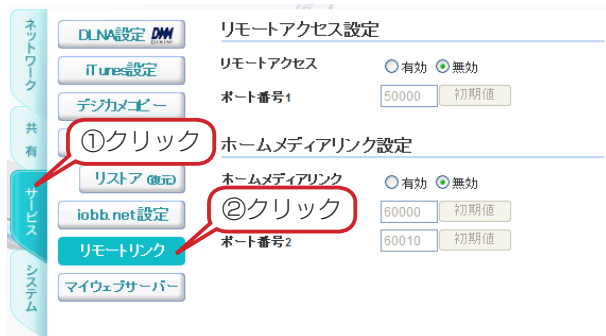 ネットワーク
共有
サービス
システム
DLNA設定 DiXiM
iTunes設定
デジカメコピー
①クリック
リストア(復元)
iobb.net設定
リモートリンク
マイウェブサーバー
リモートアクセス設定
リモートアクセス 有効 無効
ポート番号1 50000 初期値
ホームメディアリンク設定
ホームメディアリンク 有効 無効
②クリック 60000 初期値
ポート番号2 60010 初期値